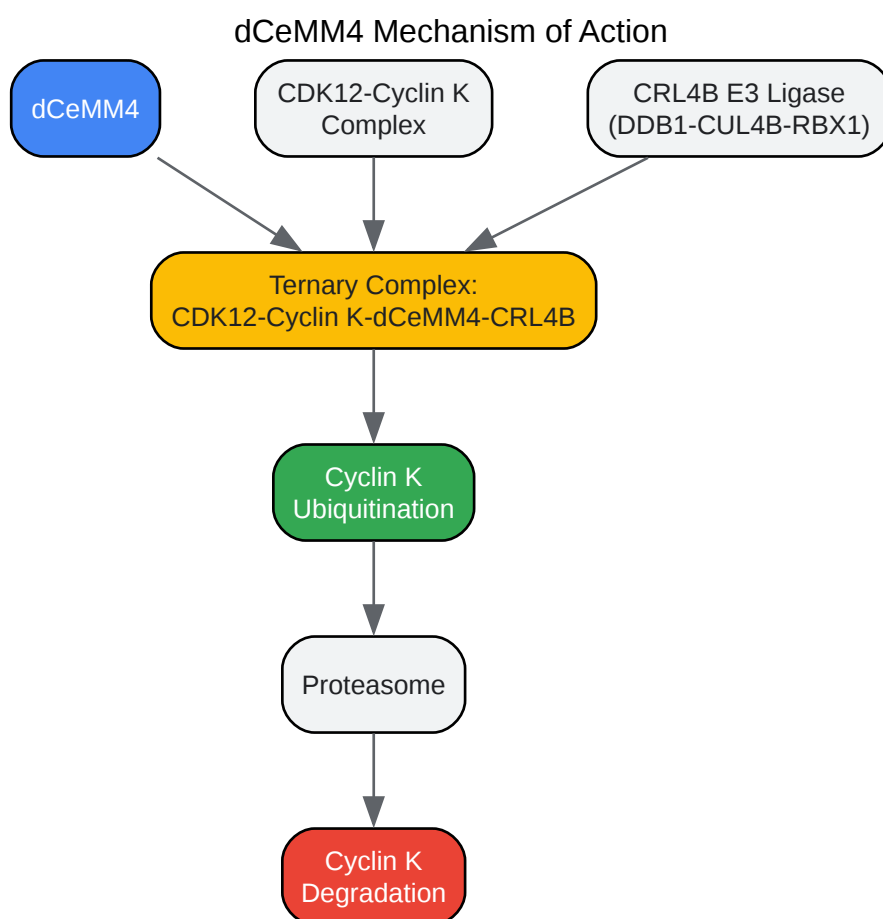 dCeMM4 Mechanism of Action
dCeMM4
CDK12-Cyclin K
Complex
CRL4B E3 Ligase
(DDB1-CUL4B-RBX1)
Ternary Complex:
CDK12-Cyclin K-dCeMM4-CRL4B
Cyclin K
Ubiquitination
Proteasome
Cyclin K
Degradation